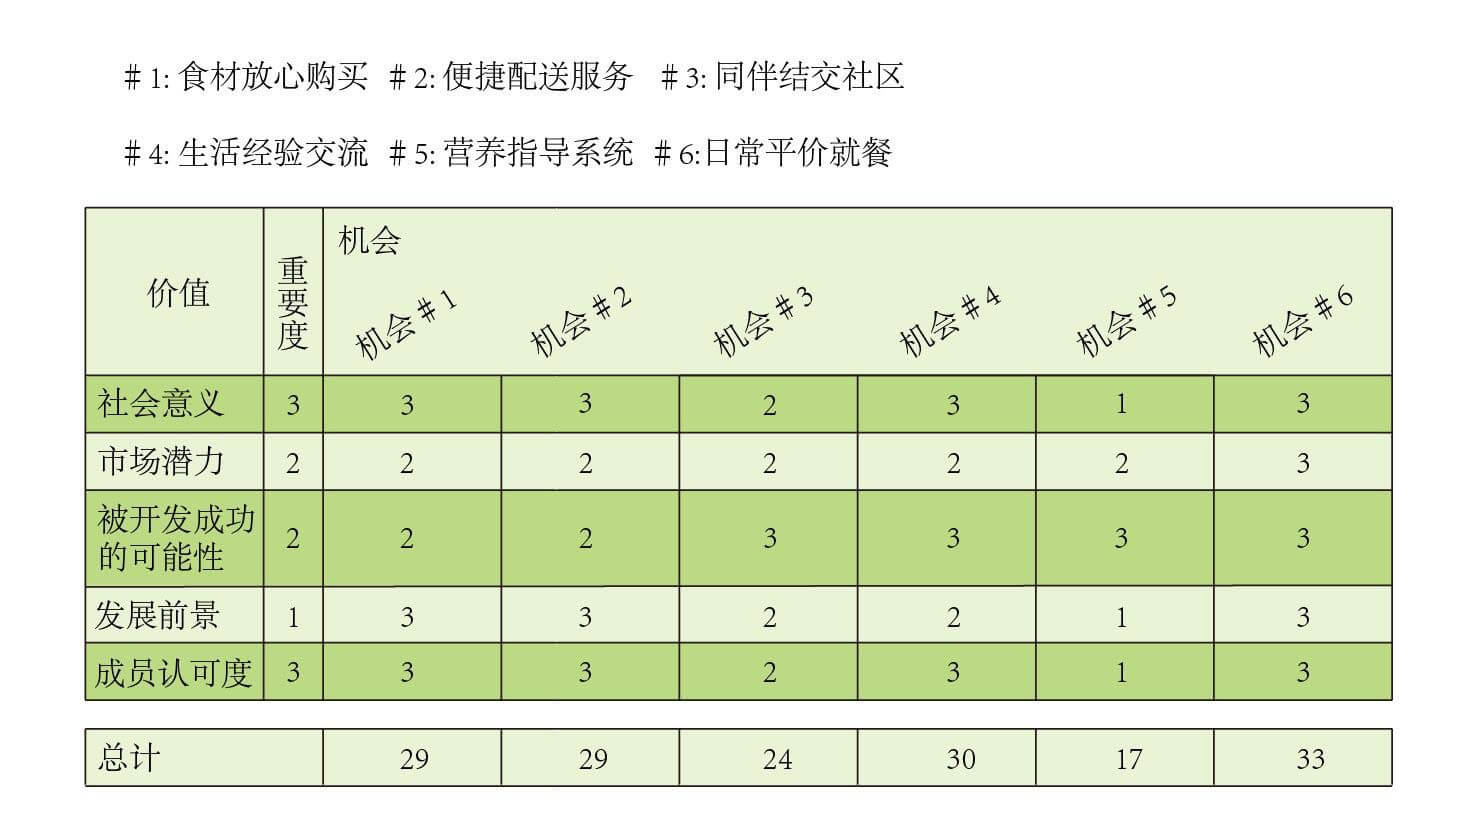 # 1: 食材放心购买 # 2: 便捷配送服务 # 3: 同伴结交社区
# 4: 生活经验交流 # 5: 营养指导系统 # 6:日常平价就餐
价值 重要度 机会
机会# 1 机会# 2 机会# 3 机会# 4 机会# 5 机会# 6
社会意义 3 3 3 2 3 1 3
市场潜力 2 2 2 2 2 2 3
被开发成功
的可能性 2 2 2 3 3 3 3
发展前景 1 3 3 2 2 1 3
成员认可度 3 3 3 2 3 1 3
总计 29 29 24 30 17 33